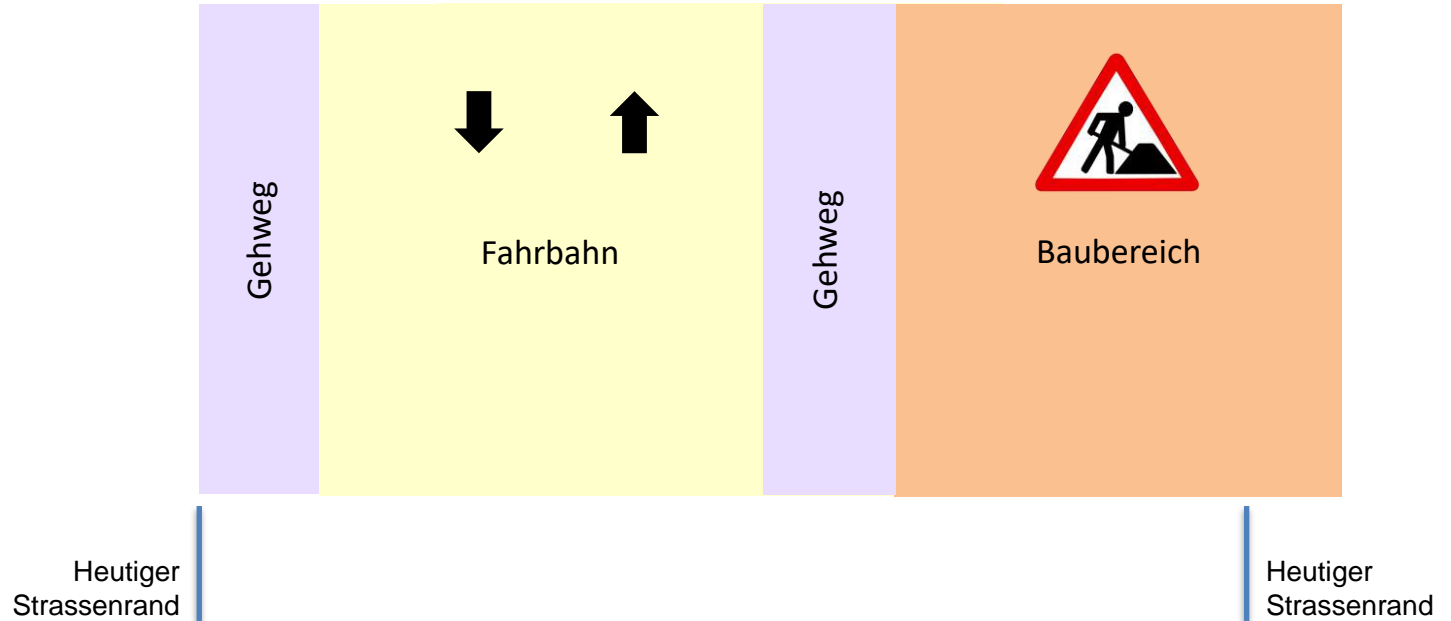 Gehweg
Fahrbahn
Gehweg
Baubereich
Heutiger
Strassenrand
Heutiger
Strassenrand